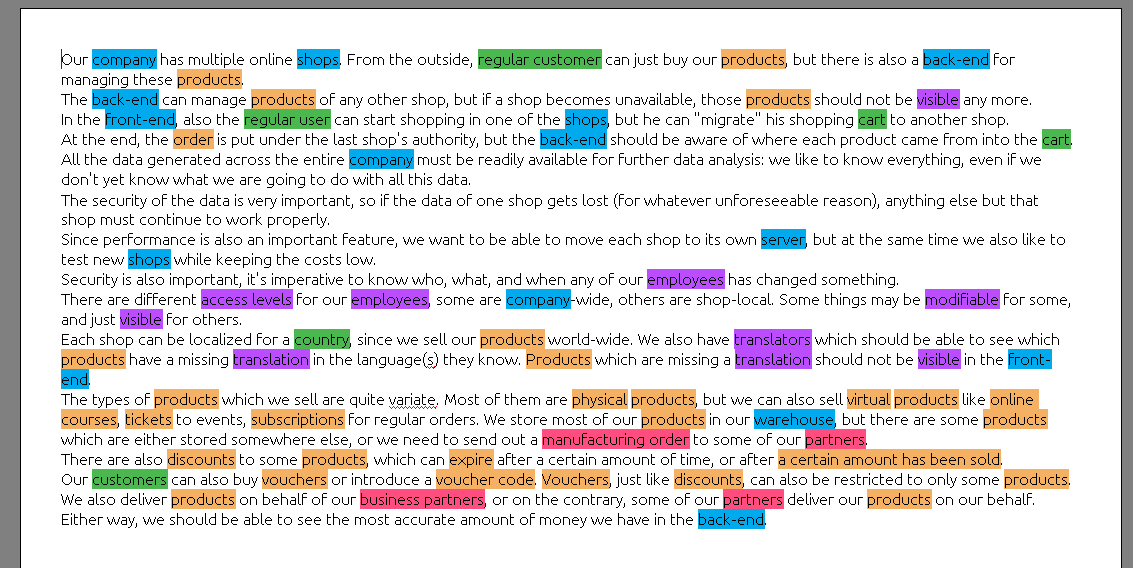 Our company has multiple online shops. From the outside, regular customer can just buy our products, but there is also a back-end for
managing these products.
The back-end can manage products of any other shop, but if a shop becomes unavailable, those products should not be visible any more.
In the front-end, also the regular user can start shopping in one of the shops, but he can "migrate" his shopping cart to another shop.
At the end, the order is put under the last shop's authority, but the back-end should be aware of where each product came from into the cart.
All the data generated across the entire company must be readily available for further data analysis: we like to know everything, even if we
don't yet know what we are going to do with all this data.
The security of the data is very important, so if the data of one shop gets lost (for whatever unforeseeable reason), anything else but that
shop must continue to work properly.
Since performance is also an important feature, we want to be able to move each shop to its own server, but at the same time we also like to
test new shops while keeping the costs low.
Security is also important, it's imperative to know who, what, and when any of our employees has changed something.
There are different access levels for our employees, some are company-wide, others are shop-local. Some things may be modifiable for some,
and just visible for others.
Each shop can be localized for a country, since we sell our products world-wide. We also have translators which should be able to see which
products have a missing translation in the language(s) they know. Products which are missing a translation should not be visible in the front-
end.
The types of products which we sell are quite variate. Most of them are physical products, but we can also sell virtual products like online
courses, tickets to events, subscriptions for regular orders. We store most of our products in our warehouse, but there are some products
which are either stored somewhere else, or we need to send out a manufacturing order to some of our partners.
There are also discounts to some products, which can expire after a certain amount of time, or after a certain amount has been sold.
Our customers can also buy vouchers or introduce a voucher code. Vouchers, just like discounts, can also be restricted to only some products.
We also deliver products on behalf of our business partners, or on the contrary, some of our partners deliver our products on our behalf.
Either way, we should be able to see the most accurate amount of money we have in the back-end.